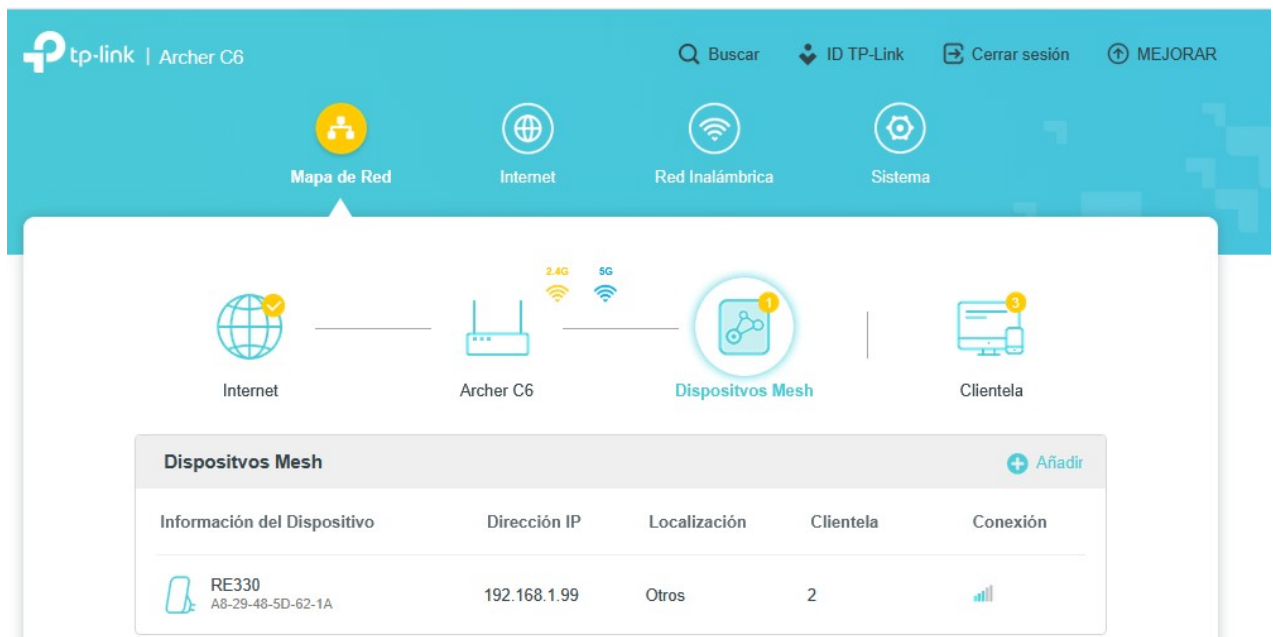 tp-link | Archer C6
Buscar ID TP-Link Cerrar sesión MEJORAR
Mapa de Red Internet Red Inalámbrica Sistema
2.4G 5G
1 3
Internet Archer C6 Dispositvos Mesh Clientela
Dispositvos Mesh Añadir
Información del Dispositivo Dirección IP Localización Clientela Conexión
RE330
A8-29-48-5D-62-1A 192.168.1.99 Otros 2